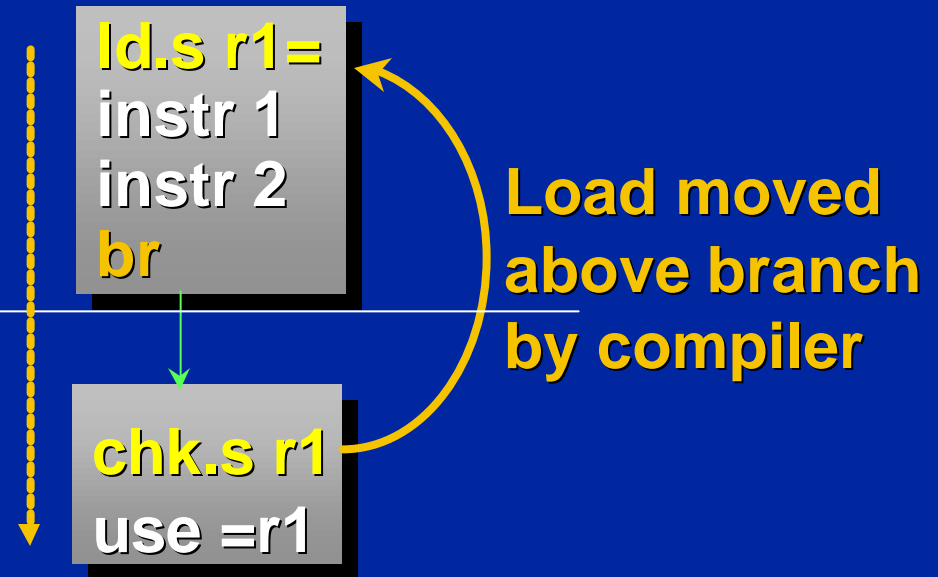 ld.s r1=
instr 1
instr 2
br
Load moved
above branch
by compiler
chk.s r1
use =r1